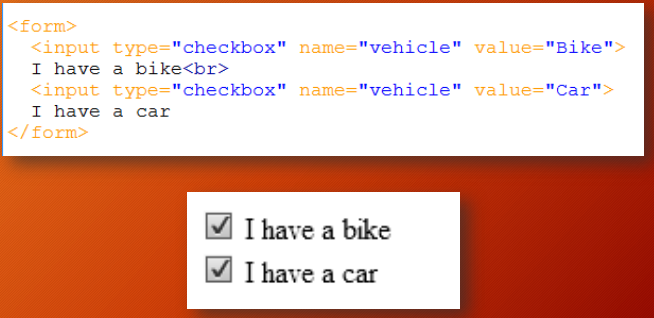 <form>
<input type="checkbox" name="vehicle" value="Bike">
I have a bike<br>
<input type="checkbox" name="vehicle" value="Car">
I have a car
</form>
I have a bike
I have a car